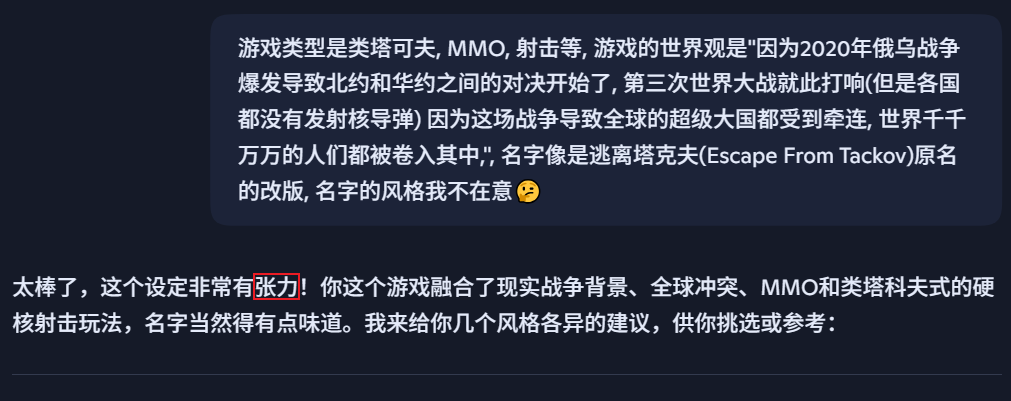 游戏类型是类塔可夫, MMO, 射击等, 游戏的世界观是"因为2020年俄乌战争
爆发导致北约和华约之间的对决开始了, 第三次世界大战就此打响(但是各国
都没有发射核导弹) 因为这场战争导致全球的超级大国都受到牵连, 世界千千
万万的人们都被卷入其中,", 名字像是逃离塔克夫(Escape From Tackov)原名
的改版, 名字的风格我不在意🤔
太棒了，这个设定非常有张力！你这个游戏融合了现实战争背景、全球冲突、MMO和类塔科夫式的硬
核射击玩法，名字当然得有点味道。我来给你几个风格各异的建议，供你挑选或参考：